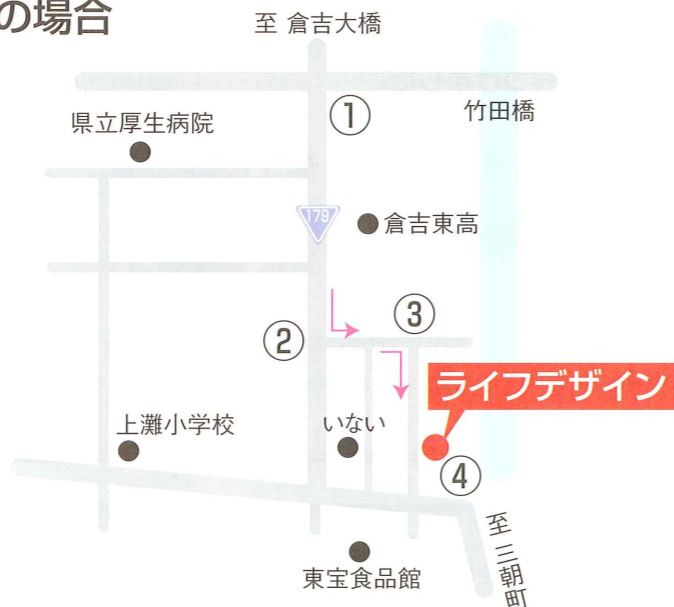 の場合
至 倉吉大橋
①
竹田橋
県立厚生病院
179
倉吉東高
③
②
ライフデザイン
上灘小学校
いない
④
至 三朝町
東宝食品館